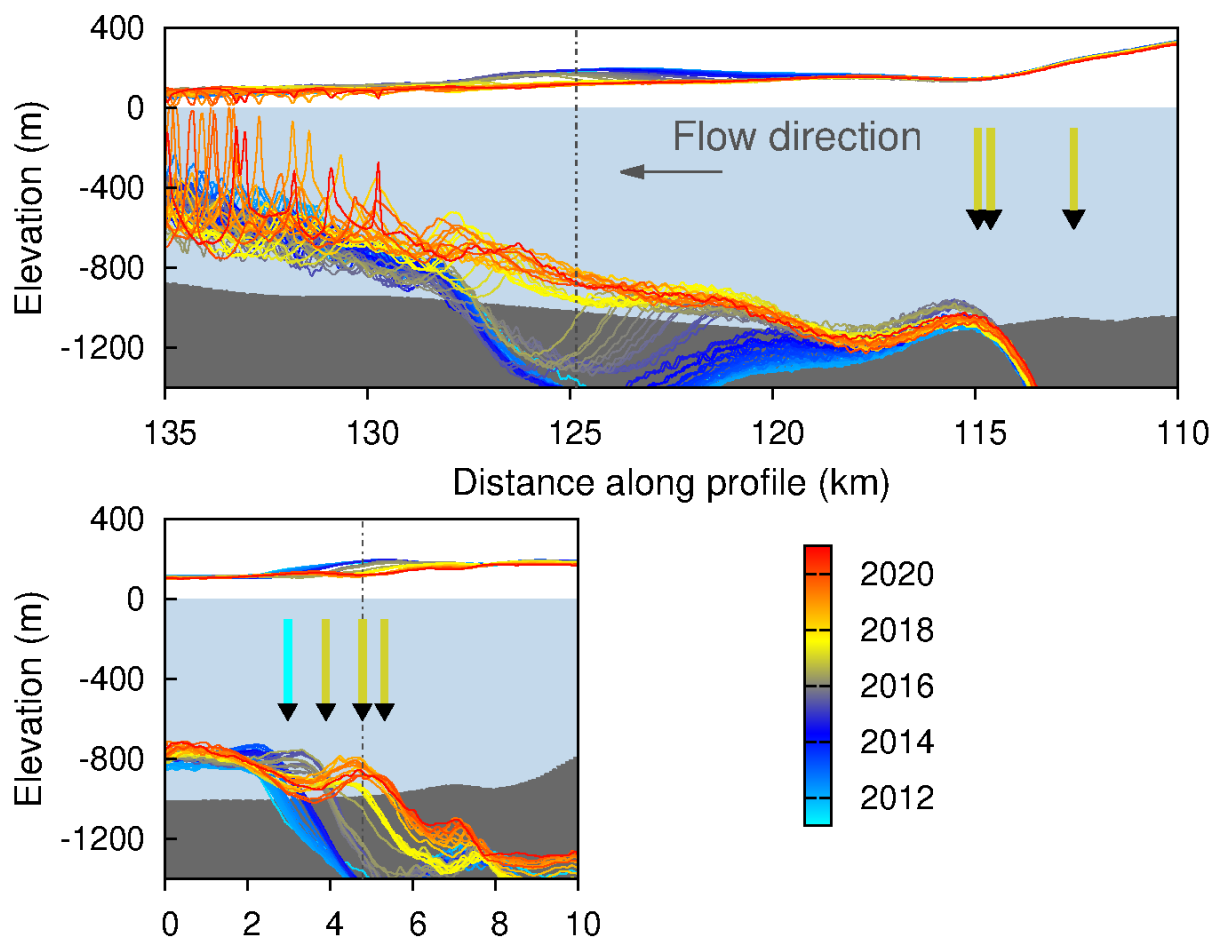 400
0
-400
-800
-1200
Elevation (m)
Flow direction
135 130 125 120 115 110
Distance along profile (km)
400
0
-400
-800
-1200
Elevation (m)
0 2 4 6 8 10
2020
2018
2016
2014
2012